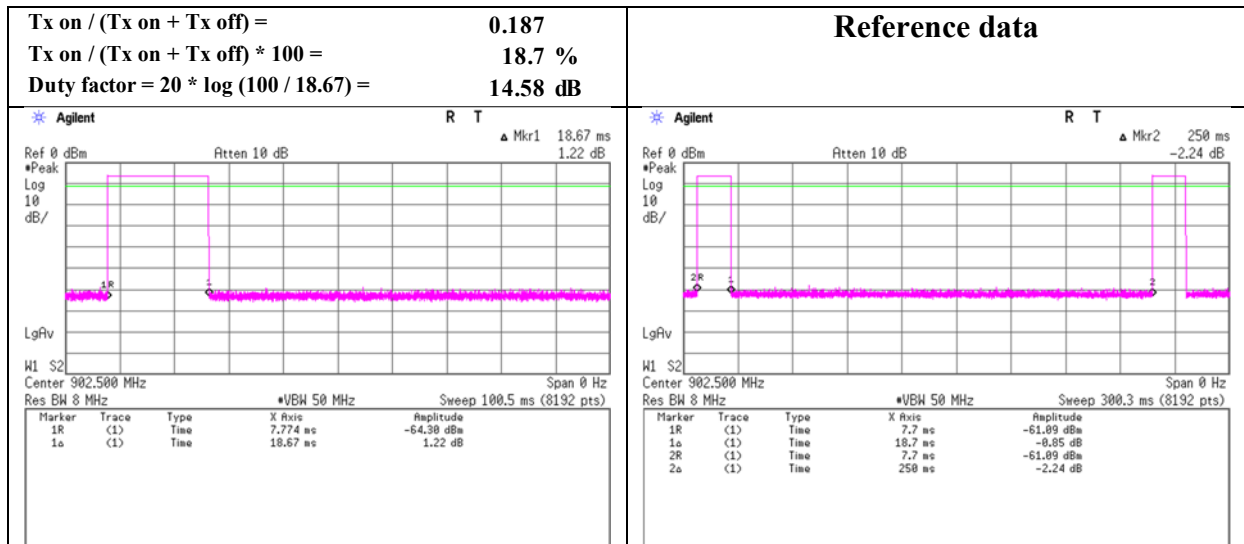 Tx on / (Tx on + Tx off) = 0.187
Tx on / (Tx on + Tx off) * 100 = 18.7 %
Duty factor = 20 * log (100 / 18.67) = 14.58 dB
Reference data
Agilent R T
Δ Mkr1 18.67 ms
Ref 0 dBm Atten 10 dB 1.22 dB
*Peak
Log
10
dB/
1R 1
LgAv
W1 S2
Center 902.500 MHz Span 0 Hz
Res BW 8 MHz *VBW 50 MHz Sweep 100.5 ms (8192 pts)
Marker Trace Type X Axis Amplitude
1R (1) Time 7.774 ms -64.30 dBm
1Δ (1) Time 18.67 ms 1.22 dB
Agilent R T
Δ Mkr2 250 ms
Ref 0 dBm Atten 10 dB -2.24 dB
*Peak
Log
10
dB/
2R 1 2
LgAv
W1 S2
Center 902.500 MHz Span 0 Hz
Res BW 8 MHz *VBW 50 MHz Sweep 300.3 ms (8192 pts)
Marker Trace Type X Axis Amplitude
1R (1) Time 7.7 ms -61.09 dBm
1Δ (1) Time 18.7 ms -0.85 dB
2R (1) Time 7.7 ms -61.09 dBm
2Δ (1) Time 250 ms -2.24 dB